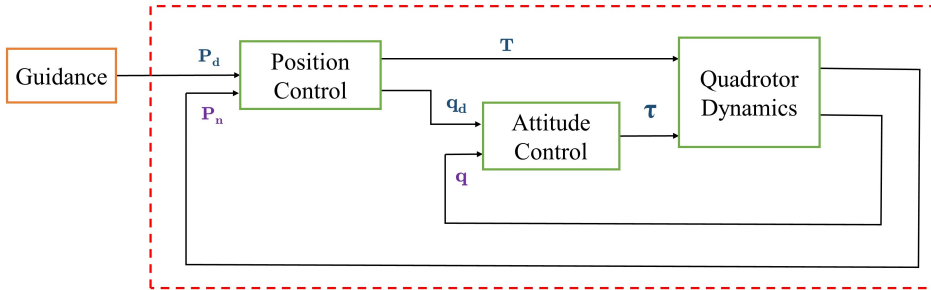 T
P_d
Guidance
Position
Control
P_n
q_d
Attitude
Control
q
τ
Quadrotor
Dynamics